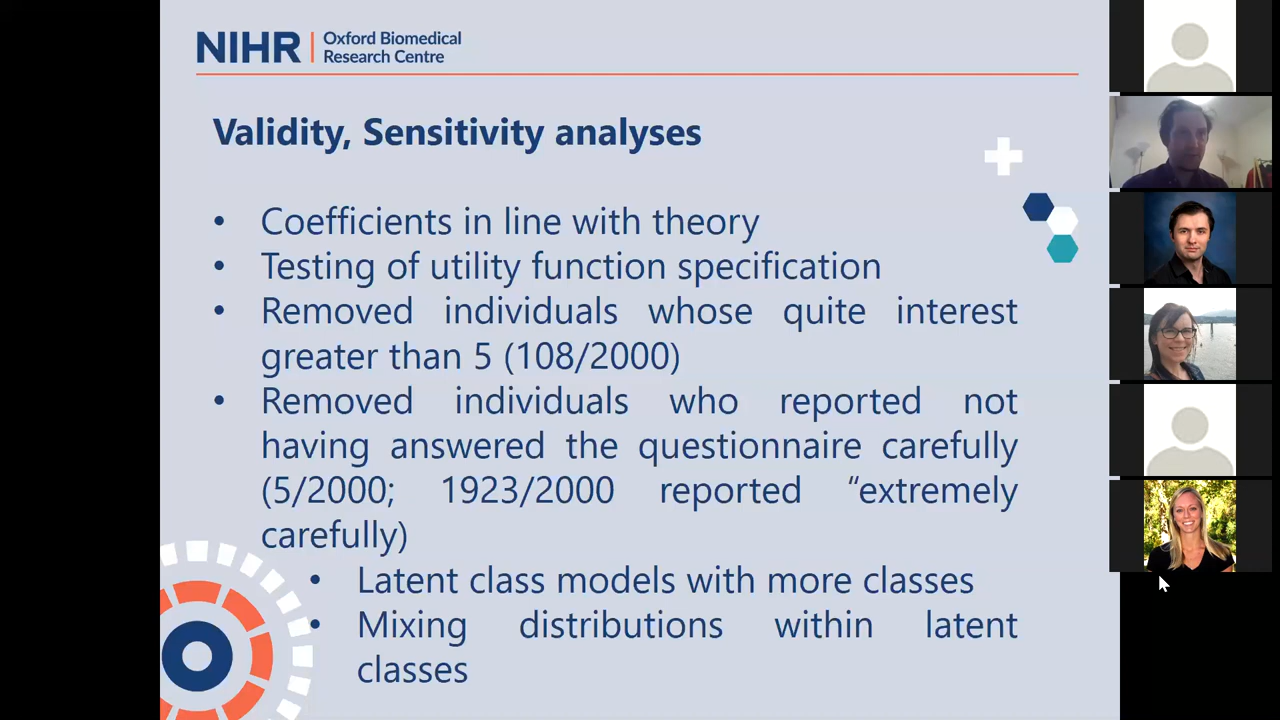 NIHR | Oxford Biomedical
Research Centre
Validity, Sensitivity analyses
• Coefficients in line with theory
• Testing of utility function specification
• Removed individuals whose quite interest
greater than 5 (108/2000)
• Removed individuals who reported not
having answered the questionnaire carefully
(5/2000; 1923/2000 reported “extremely
carefully)
• Latent class models with more classes
• Mixing distributions within latent
classes